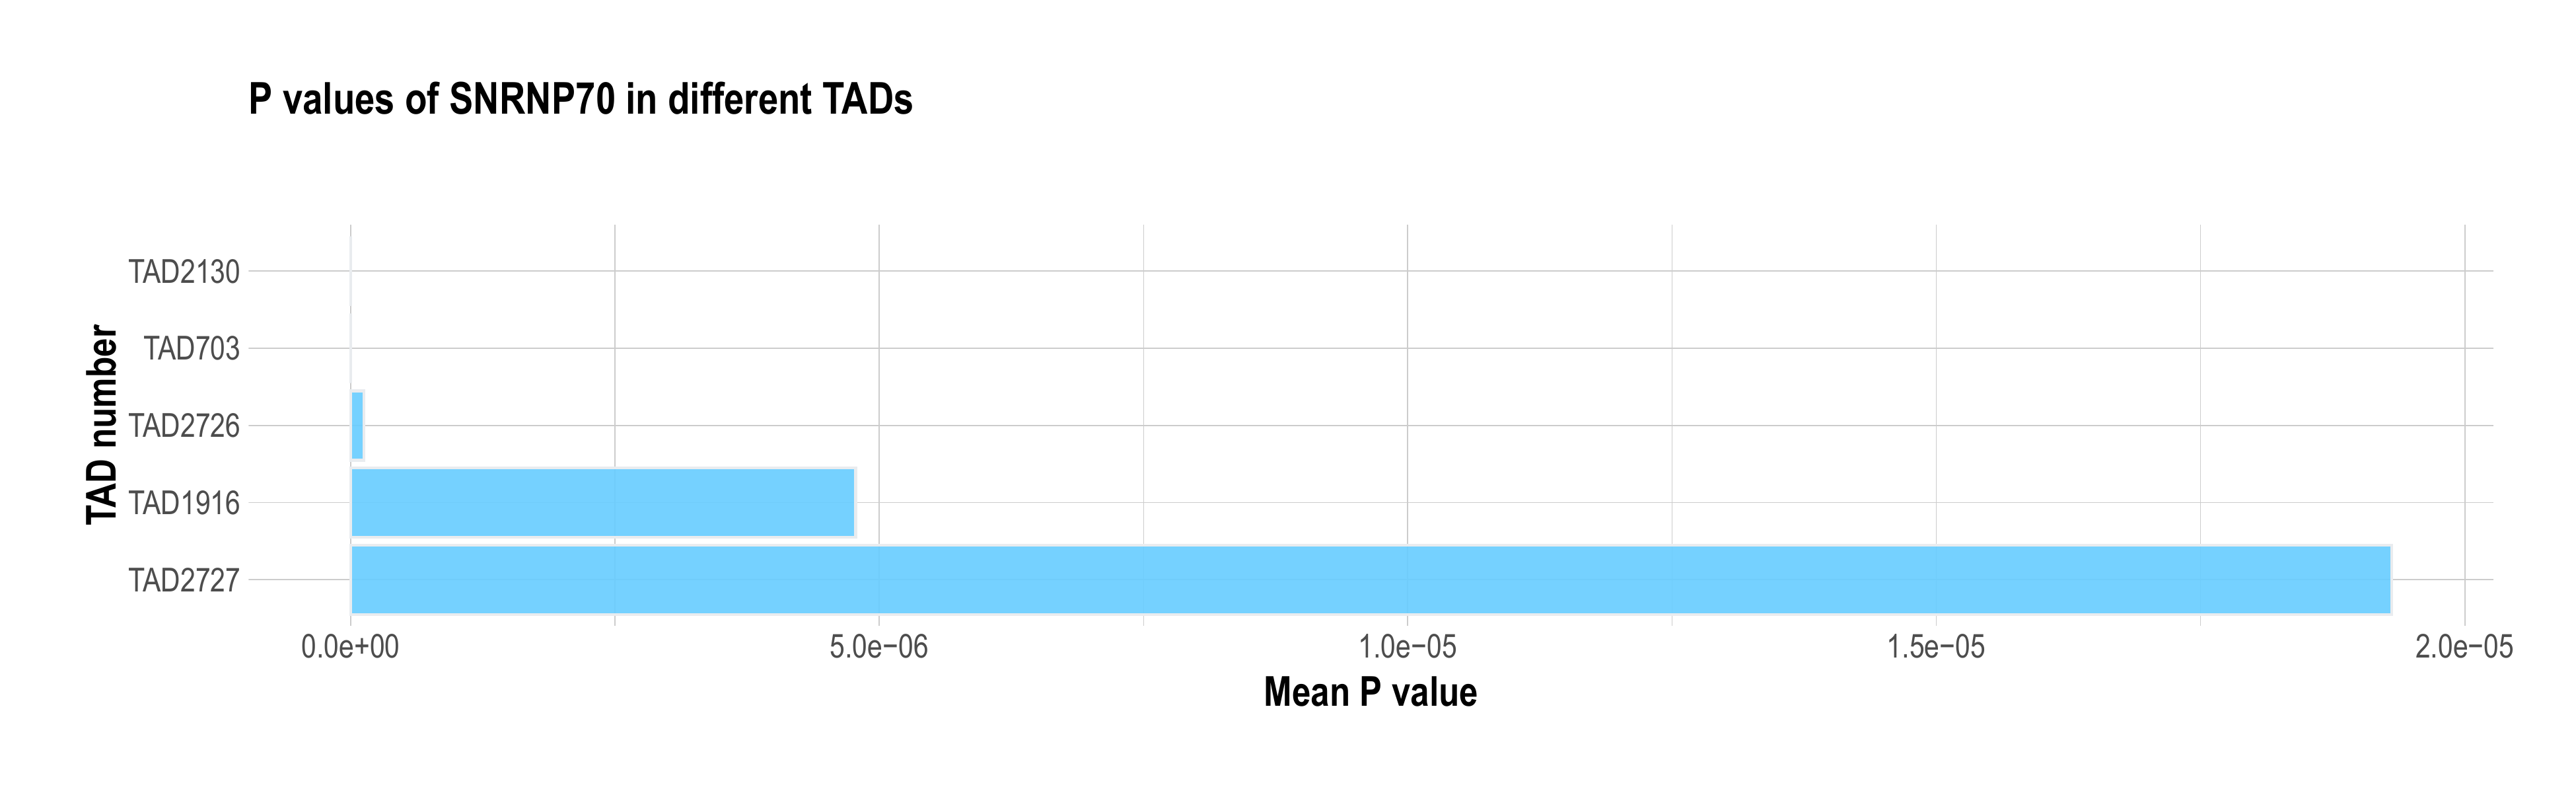 P values of SNRNP70 in different TADs
TAD number
TAD2130
TAD703
TAD2726
TAD1916
TAD2727
0.0e+00 5.0e−06 1.0e−05 1.5e−05 2.0e−05
Mean P value